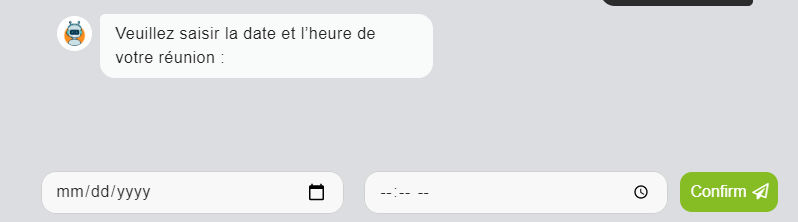 Veuillez saisir la date et l’heure de
votre réunion :
mm/dd/yyyy
--:-- --
Confirm